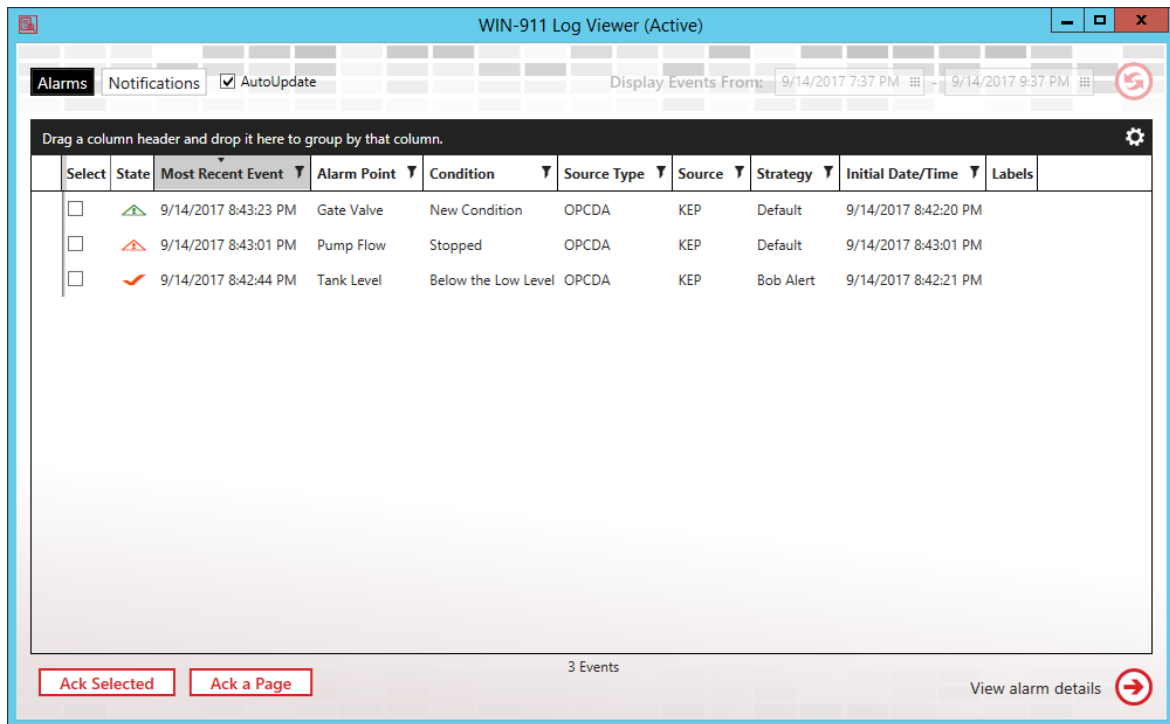 WIN-911 Log Viewer (Active)
Alarms Notifications AutoUpdate Display Events From: 9/14/2017 7:37 PM - 9/14/2017 9:37 PM
Drag a column header and drop it here to group by that column.
Select State Most Recent Event Alarm Point Condition Source Type Source Strategy Initial Date/Time Labels
9/14/2017 8:43:23 PM Gate Valve New Condition OPCDA KEP Default 9/14/2017 8:42:20 PM
9/14/2017 8:43:01 PM Pump Flow Stopped OPCDA KEP Default 9/14/2017 8:43:01 PM
9/14/2017 8:42:44 PM Tank Level Below the Low Level OPCDA KEP Bob Alert 9/14/2017 8:42:21 PM
3 Events
Ack Selected Ack a Page View alarm details